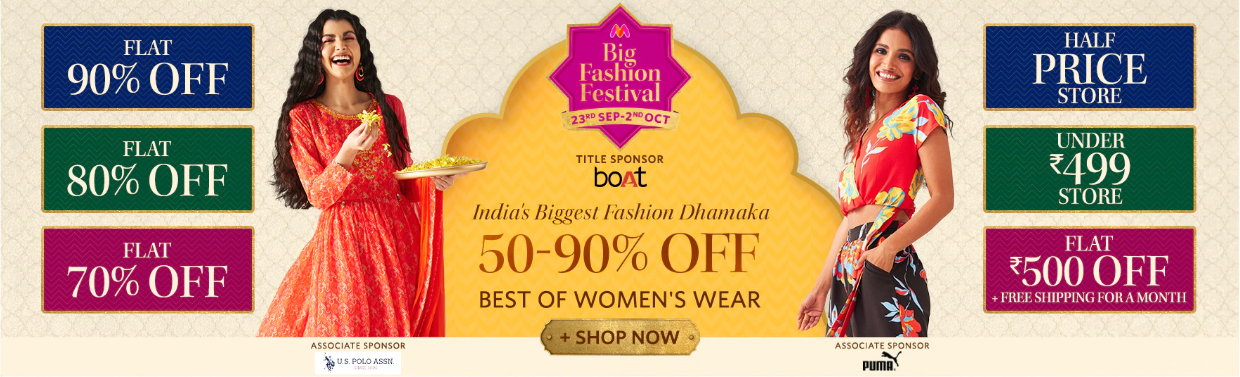 FLAT
90% OFF
FLAT
80% OFF
FLAT
70% OFF
Big
Fashion
Festival
23RD SEP-2ND OCT
TITLE SPONSOR
boAt
India's Biggest Fashion Dhamaka
50-90% OFF
BEST OF WOMEN'S WEAR
+ SHOP NOW
HALF
PRICE
STORE
UNDER
₹499
STORE
FLAT
₹500 OFF
+ FREE SHIPPING FOR A MONTH
ASSOCIATE SPONSOR
U.S. POLO ASSN.
ASSOCIATE SPONSOR
PUMA